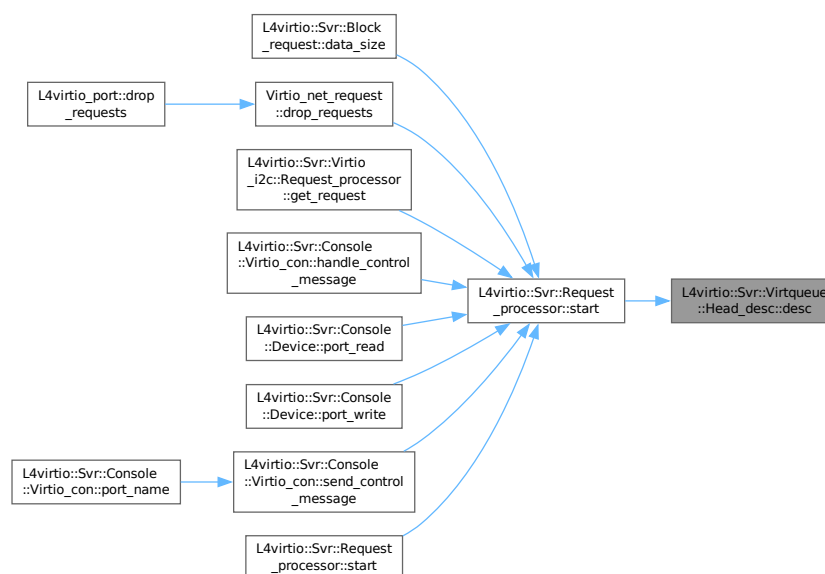 L4virtio::Svr::Block
_request::data_size
L4virtio_port::drop
_requests
Virtio_net_request
::drop_requests
L4virtio::Svr::Virtio
_i2c::Request_processor
::get_request
L4virtio::Svr::Console
::Virtio_con::handle_control
_message
L4virtio::Svr::Request
_processor::start
L4virtio::Svr::Virtqueue
::Head_desc::desc
L4virtio::Svr::Console
::Device::port_read
L4virtio::Svr::Console
::Device::port_write
L4virtio::Svr::Console
::Virtio_con::port_name
L4virtio::Svr::Console
::Virtio_con::send_control
_message
L4virtio::Svr::Request
_processor::start